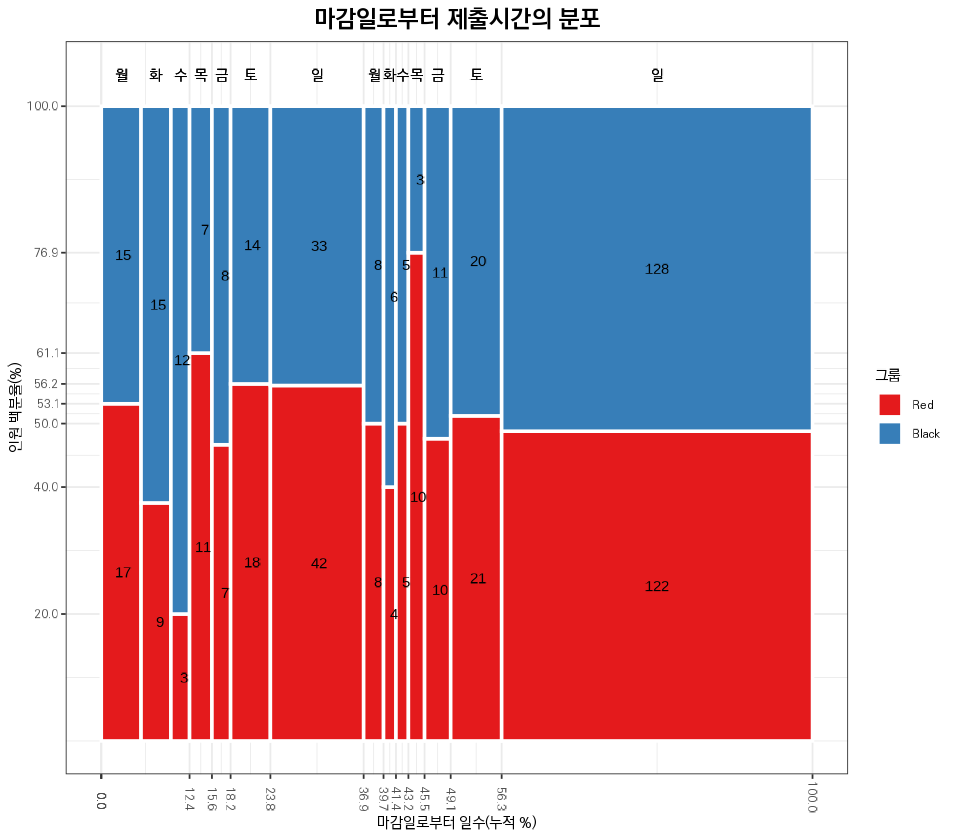 마감일로부터 제출시간의 분포
월 화 수 목 금 토 일 월 화 수 목 금 토 일
100.0
76.9
61.1
56.2
53.1
50.0
40.0
20.0
인원 백분율(%)
15 15 12 7 8 14 33 8 6 5 3 11 20 128
17 9 3 11 7 18 42 8 4 5 10 10 21 122
0.0 12.4 15.6 18.2 23.8 36.9 39.7 41.4 43.2 45.5 49.1 56.3 100.0
마감일로부터 일수(누적 %)
그룹
Red
Black